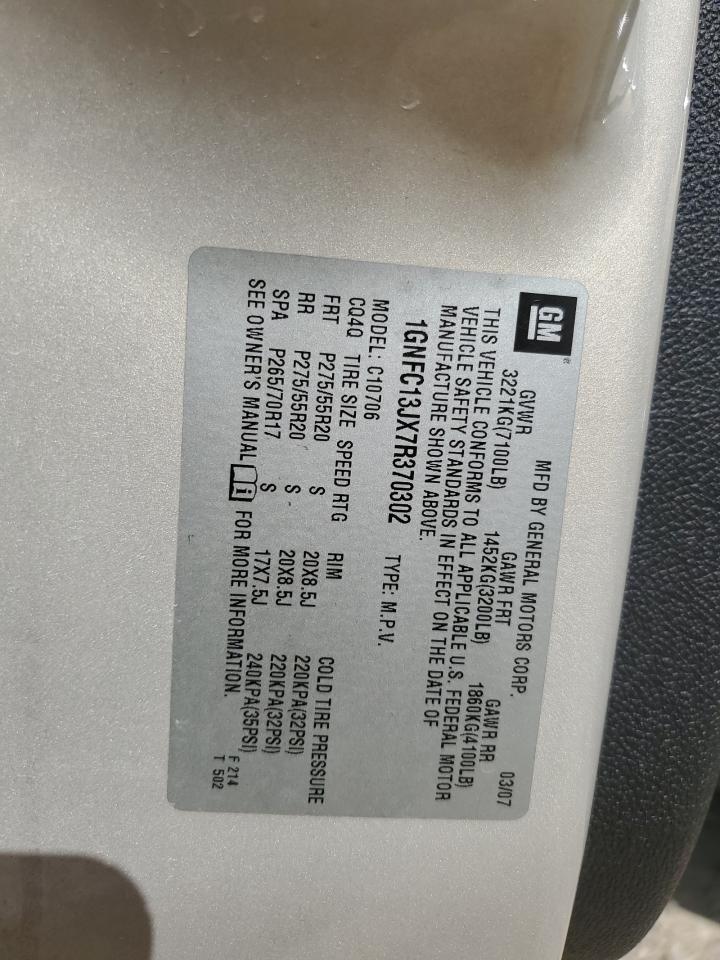 GM®
MFD BY GENERAL MOTORS CORP. 03/07
GVWR GAWR FRT GAWR RR
3221KG(7100LB) 1452KG(3200LB) 1860KG(4100LB)
THIS VEHICLE CONFORMS TO ALL APPLICABLE U.S. FEDERAL MOTOR
VEHICLE SAFETY STANDARDS IN EFFECT ON THE DATE OF
MANUFACTURE SHOWN ABOVE.
1GNFC13JX7R370302 TYPE: M.P.V.
MODEL: C10706
CQ4Q TIRE SIZE SPEED RTG RIM COLD TIRE PRESSURE
FRT P275/55R20 S 20X8.5J 220KPA(32PSI)
RR P275/55R20 S 20X8.5J 220KPA(32PSI)
SPA P265/70R17 S 17X7.5J 240KPA(35PSI)
SEE OWNER'S MANUAL i FOR MORE INFORMATION.
F 214
T 502